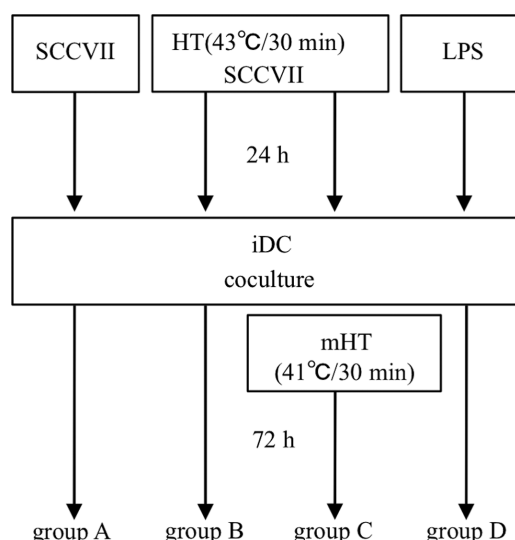 SCCVII
HT(43℃/30 min)
SCCVII
LPS
24 h
iDC
coculture
mHT
(41℃/30 min)
72 h
group A
group B
group C
group D